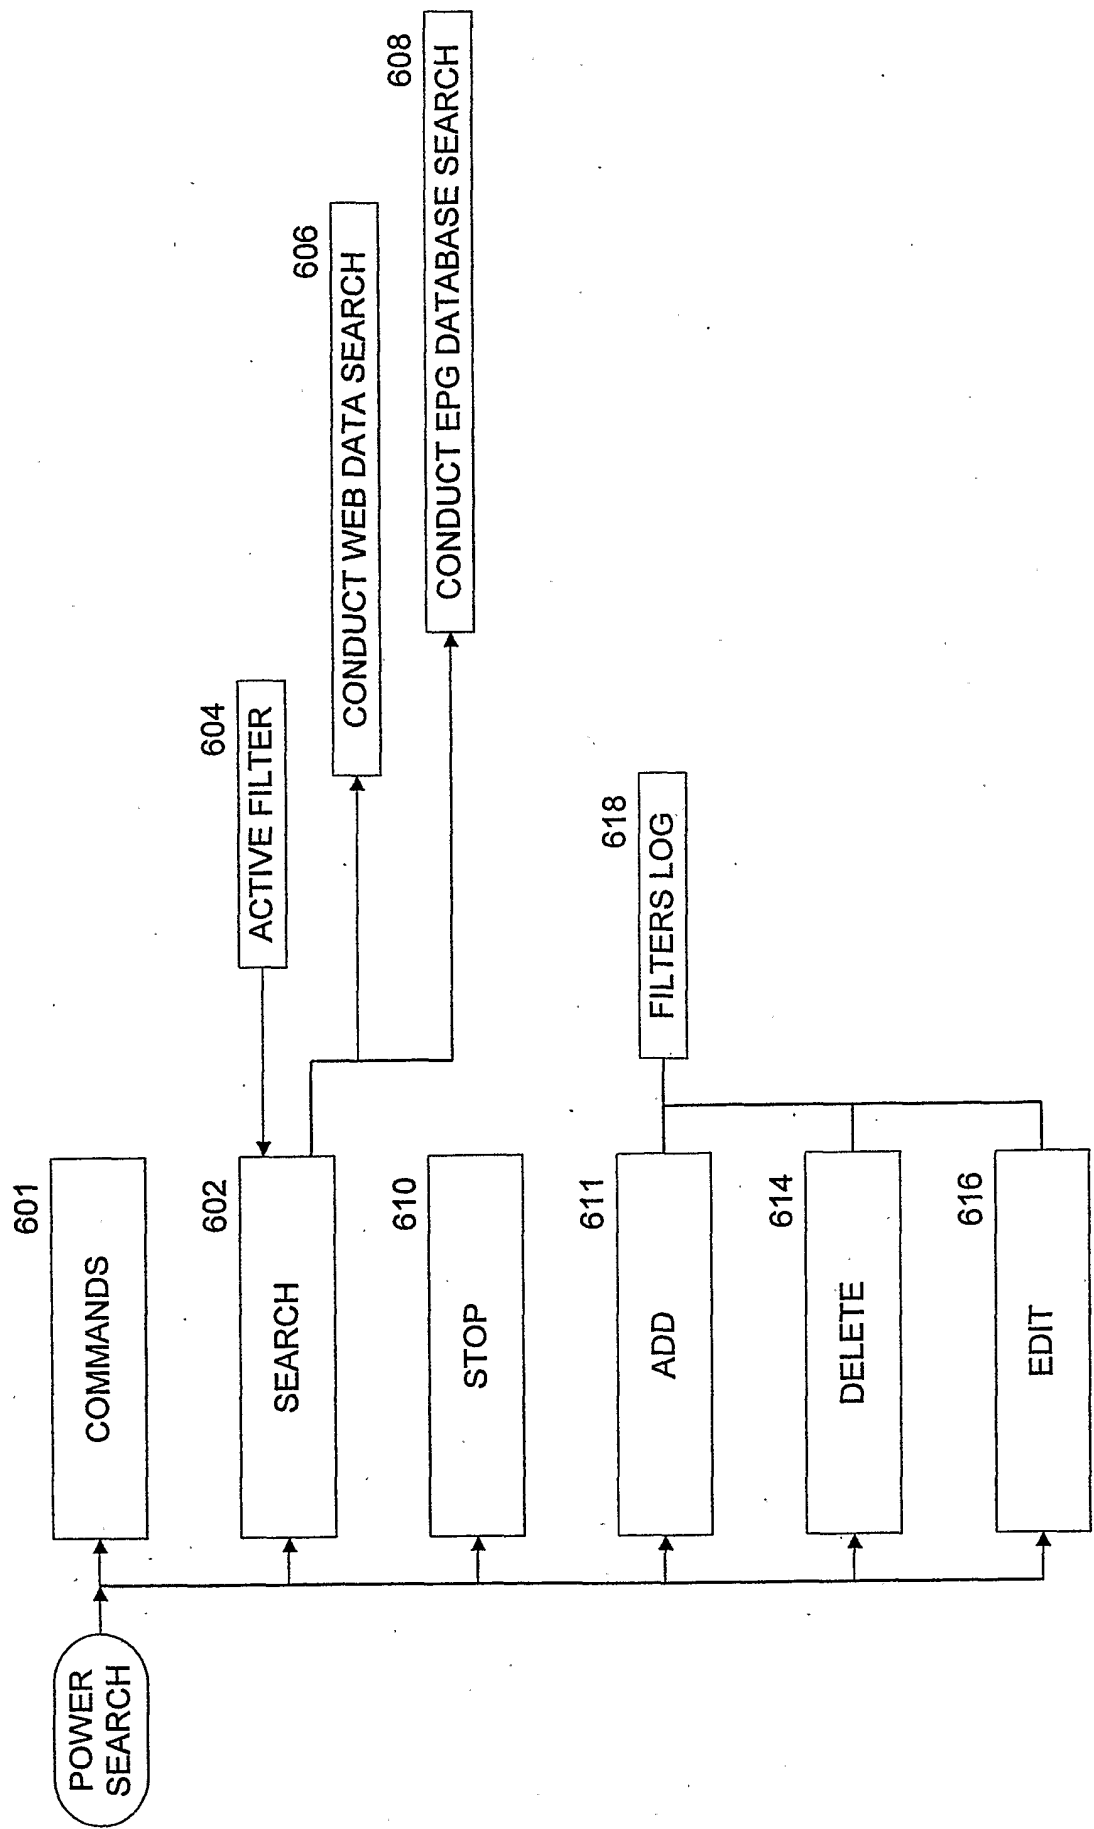 POWER
SEARCH
601
COMMANDS
602
SEARCH
604
ACTIVE FILTER
606
CONDUCT WEB DATA SEARCH
608
CONDUCT EPG DATABASE SEARCH
610
STOP
611
ADD
618
FILTERS LOG
614
DELETE
616
EDIT